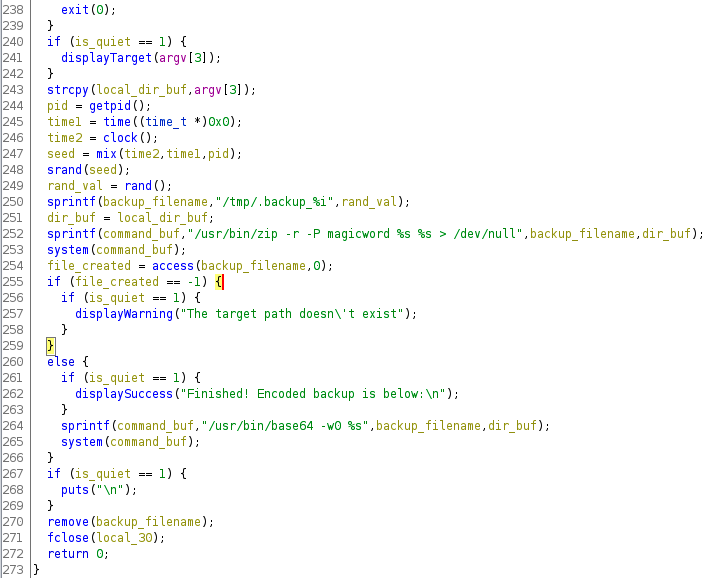 238 exit(0);
239 }
240 if (is_quiet == 1) {
241 displayTarget(argv[3]);
242 }
243 strcpy(local_dir_buf,argv[3]);
244 pid = getpid();
245 time1 = time((time_t *)0x0);
246 time2 = clock();
247 seed = mix(time2,time1,pid);
248 srand(seed);
249 rand_val = rand();
250 sprintf(backup_filename,"/tmp/.backup_%i",rand_val);
251 dir_buf = local_dir_buf;
252 sprintf(command_buf,"/usr/bin/zip -r -P magicword %s %s > /dev/null",backup_filename,dir_buf);
253 system(command_buf);
254 file_created = access(backup_filename,0);
255 if (file_created == -1) {
256 if (is_quiet == 1) {
257 displayWarning("The target path doesn\'t exist");
258 }
259 }
260 else {
261 if (is_quiet == 1) {
262 displaySuccess("Finished! Encoded backup is below:\n");
263 }
264 sprintf(command_buf,"/usr/bin/base64 -w0 %s",backup_filename,dir_buf);
265 system(command_buf);
266 }
267 if (is_quiet == 1) {
268 puts("\n");
269 }
270 remove(backup_filename);
271 fclose(local_30);
272 return 0;
273 }